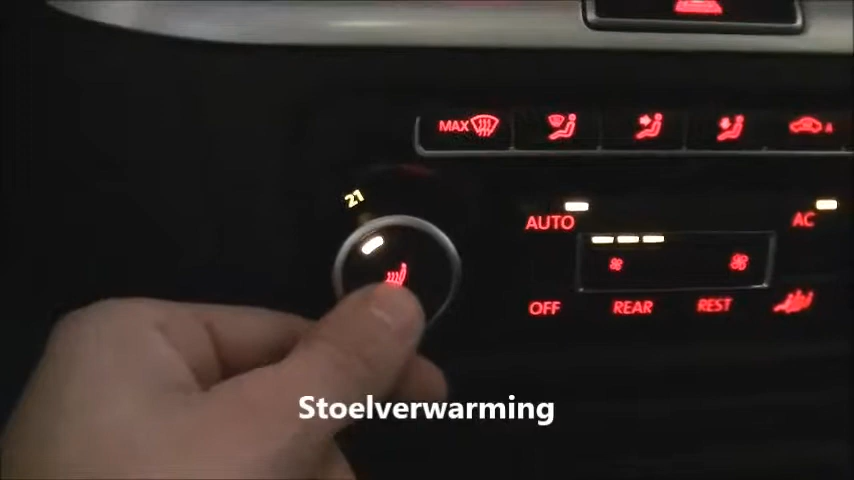 MAX
A
21
AUTO
AC
OFF
REAR
REST
Stoelverwarming